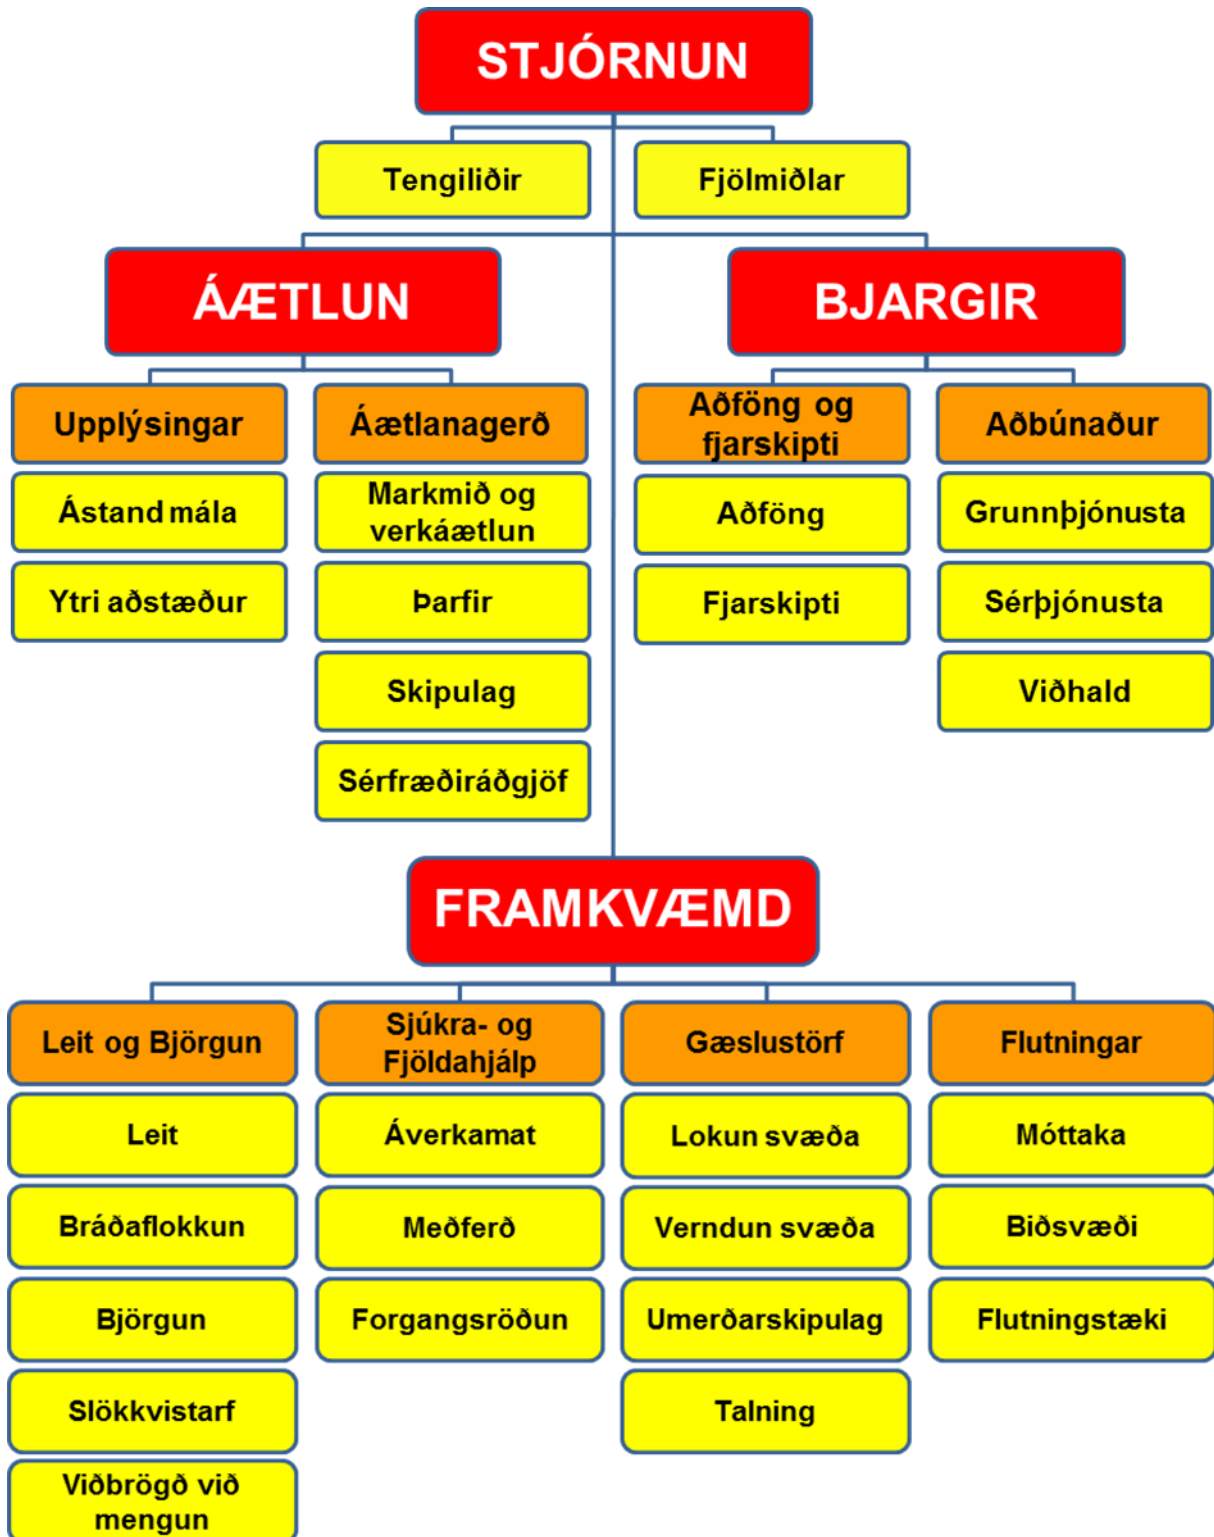 STJÓRNUN
Tengiliðir
Fjölmiðlar
ÁÆTLUN
BJARGIR
Upplýsingar
Ástand mála
Ytri aðstæður
Áætlanagerð
Markmið og
verkáætlun
Þarfir
Skipulag
Sérfræðiráðgjöf
Aðföng og
fjarskipti
Aðföng
Fjarskipti
Aðbúnaður
Grunnþjónusta
Sérþjónusta
Viðhald
FRAMKVÆMD
Leit og Björgun
Leit
Bráðaflokkun
Björgun
Slökkvistarf
Viðbrögð við
mengun
Sjúkra- og
Fjöldahjálp
Áverkamat
Meðferð
Forgangsröðun
Gæslustörf
Lokun svæða
Verndun svæða
Umerðarskipulag
Talning
Flutningar
Móttaka
Biðsvæði
Flutningstæki